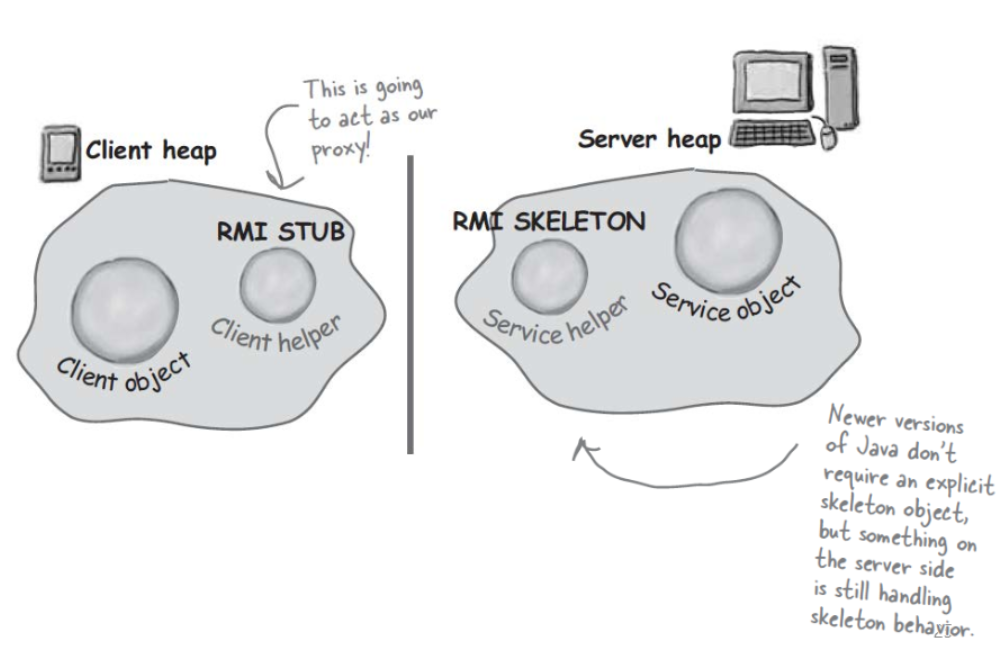 This is going
to act as our
proxy!
Client heap
Server heap
RMI STUB
RMI SKELETON
Client object
Client helper
Service helper
Service object
Newer versions
of Java don't
require an explicit
skeleton object,
but something on
the server side
is still handling
skeleton behavior.